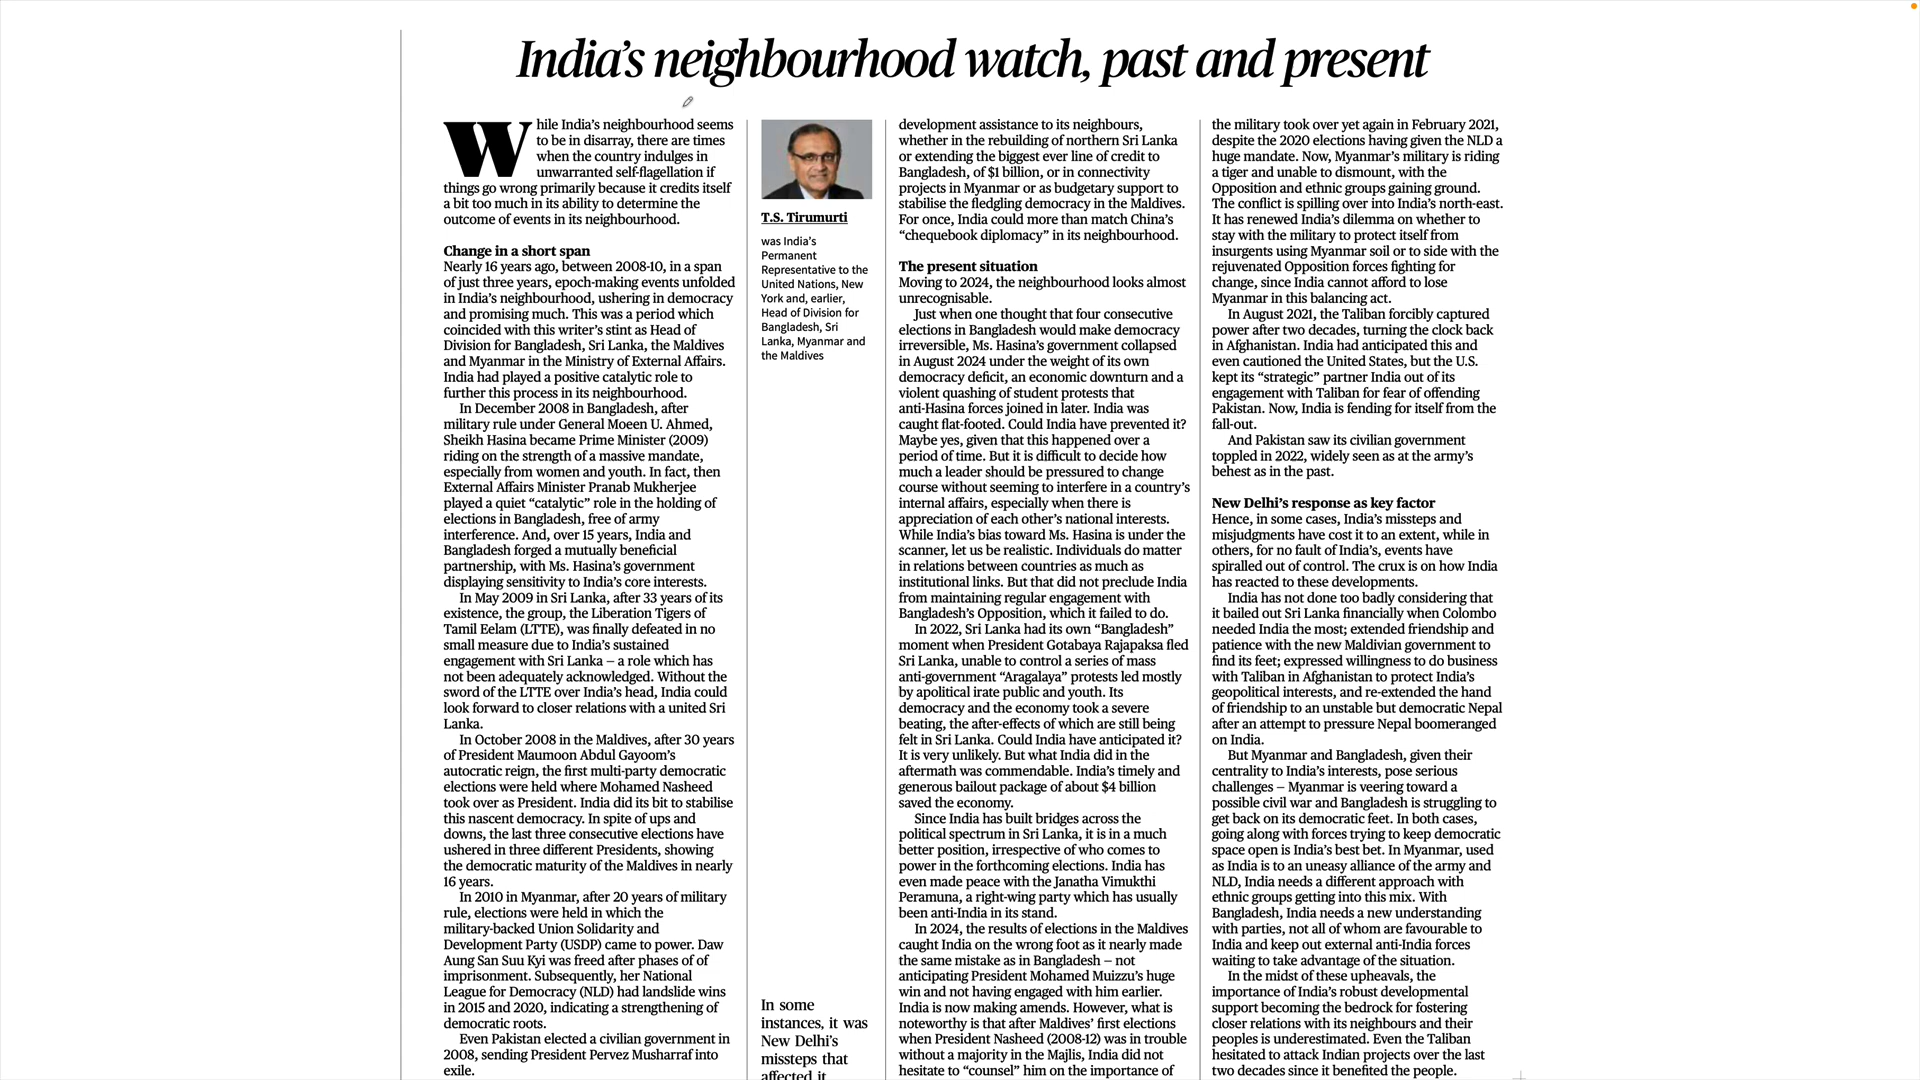 India’s neighbourhood watch, past and present
While India’s neighbourhood seems
to be in disarray, there are times
when the country indulges in
unwarranted self-flagellation if
things go wrong primarily because it credits itself
a bit too much in its ability to determine the
outcome of events in its neighbourhood.
Change in a short span
Nearly 16 years ago, between 2008-10, in a span
of just three years, epoch-making events unfolded
in India’s neighbourhood, ushering in democracy
and promising much. This was a period which
coincided with this writer’s stint as Head of
Division for Bangladesh, Sri Lanka, the Maldives
and Myanmar in the Ministry of External Affairs.
India had played a positive catalytic role to
further this process in its neighbourhood.
In December 2008 in Bangladesh, after
military rule under General Moeen U. Ahmed,
Sheikh Hasina became Prime Minister (2009)
riding on the strength of a massive mandate,
especially from women and youth. In fact, then
External Affairs Minister Pranab Mukherjee
played a quiet “catalytic” role in the holding of
elections in Bangladesh, free of army
interference. And, over 15 years, India and
Bangladesh forged a mutually beneficial
partnership, with Ms. Hasina’s government
displaying sensitivity to India’s core interests.
In May 2009 in Sri Lanka, after 33 years of its
existence, the group, the Liberation Tigers of
Tamil Eelam (LTTE), was finally defeated in no
small measure due to India’s sustained
engagement with Sri Lanka – a role which has
not been adequately acknowledged. Without the
sword of the LTTE over India’s head, India could
look forward to closer relations with a united Sri
Lanka.
In October 2008 in the Maldives, after 30 years
of President Maumoon Abdul Gayoom’s
autocratic reign, the first multi-party democratic
elections were held where Mohamed Nasheed
took over as President. India did its bit to stabilise
this nascent democracy. In spite of ups and
downs, the last three consecutive elections have
ushered in three different Presidents, showing
the democratic maturity of the Maldives in nearly
16 years.
In 2010 in Myanmar, after 20 years of military
rule, elections were held in which the
military-backed Union Solidarity and
Development Party (USDP) came to power. Daw
Aung San Suu Kyi was freed after phases of of
imprisonment. Subsequently, her National
League for Democracy (NLD) had landslide wins
in 2015 and 2020, indicating a strengthening of
democratic roots.
Even Pakistan elected a civilian government in
2008, sending President Pervez Musharraf into
exile.
T.S. Tirumurti
was India’s
Permanent
Representative to the
United Nations, New
York and, earlier,
Head of Division for
Bangladesh, Sri
Lanka, Myanmar and
the Maldives
In some
instances, it was
New Delhi’s
missteps that
affected it
development assistance to its neighbours,
whether in the rebuilding of northern Sri Lanka
or extending the biggest ever line of credit to
Bangladesh, of $1 billion, or in connectivity
projects in Myanmar or as budgetary support to
stabilise the fledgling democracy in the Maldives.
For once, India could more than match China’s
“chequebook diplomacy” in its neighbourhood.
The present situation
Moving to 2024, the neighbourhood looks almost
unrecognisable.
Just when one thought that four consecutive
elections in Bangladesh would make democracy
irreversible, Ms. Hasina’s government collapsed
in August 2024 under the weight of its own
democracy deficit, an economic downturn and a
violent quashing of student protests that
anti-Hasina forces joined in later. India was
caught flat-footed. Could India have prevented it?
Maybe yes, given that this happened over a
period of time. But it is difficult to decide how
much a leader should be pressured to change
course without seeming to interfere in a country’s
internal affairs, especially when there is
appreciation of each other’s national interests.
While India’s bias toward Ms. Hasina is under the
scanner, let us be realistic. Individuals do matter
in relations between countries as much as
institutional links. But that did not preclude India
from maintaining regular engagement with
Bangladesh’s Opposition, which it failed to do.
In 2022, Sri Lanka had its own “Bangladesh”
moment when President Gotabaya Rajapaksa fled
Sri Lanka, unable to control a series of mass
anti-government “Aragalaya” protests led mostly
by apolitical irate public and youth. Its
democracy and the economy took a severe
beating, the after-effects of which are still being
felt in Sri Lanka. Could India have anticipated it?
It is very unlikely. But what India did in the
aftermath was commendable. India’s timely and
generous bailout package of about $4 billion
saved the economy.
Since India has built bridges across the
political spectrum in Sri Lanka, it is in a much
better position, irrespective of who comes to
power in the forthcoming elections. India has
even made peace with the Janatha Vimukthi
Peramuna, a right-wing party which has usually
been anti-India in its stand.
In 2024, the results of elections in the Maldives
caught India on the wrong foot as it nearly made
the same mistake as in Bangladesh – not
anticipating President Mohamed Muizzu’s huge
win and not having engaged with him earlier.
India is now making amends. However, what is
noteworthy is that after Maldives’ first elections
when President Nasheed (2008-12) was in trouble
without a majority in the Majlis, India did not
hesitate to “counsel” him on the importance of
the military took over yet again in February 2021,
despite the 2020 elections having given the NLD a
huge mandate. Now, Myanmar’s military is riding
a tiger and unable to dismount, with the
Opposition and ethnic groups gaining ground.
The conflict is spilling over into India’s north-east.
It has renewed India’s dilemma on whether to
stay with the military to protect itself from
insurgents using Myanmar soil or to side with the
rejuvenated Opposition forces fighting for
change, since India cannot afford to lose
Myanmar in this balancing act.
In August 2021, the Taliban forcibly captured
power after two decades, turning the clock back
in Afghanistan. India had anticipated this and
even cautioned the United States, but the U.S.
kept its “strategic” partner India out of its
engagement with Taliban for fear of offending
Pakistan. Now, India is fending for itself from the
fall-out.
And Pakistan saw its civilian government
toppled in 2022, widely seen as at the army’s
behest as in the past.
New Delhi’s response as key factor
Hence, in some cases, India’s missteps and
misjudgments have cost it to an extent, while in
others, for no fault of India’s, events have
spiralled out of control. The crux is on how India
has reacted to these developments.
India has not done too badly considering that
it bailed out Sri Lanka financially when Colombo
needed India the most; extended friendship and
patience with the new Maldivian government to
find its feet; expressed willingness to do business
with Taliban in Afghanistan to protect India’s
geopolitical interests, and re-extended the hand
of friendship to an unstable but democratic Nepal
after an attempt to pressure Nepal boomeranged
on India.
But Myanmar and Bangladesh, given their
centrality to India’s interests, pose serious
challenges – Myanmar is veering toward a
possible civil war and Bangladesh is struggling to
get back on its democratic feet. In both cases,
going along with forces trying to keep democratic
space open is India’s best bet. In Myanmar, used
as India is to an uneasy alliance of the army and
NLD, India needs a different approach with
ethnic groups getting into this mix. With
Bangladesh, India needs a new understanding
with parties, not all of whom are favourable to
India and keep out external anti-India forces
waiting to take advantage of the situation.
In the midst of these upheavals, the
importance of India’s robust developmental
support becoming the bedrock for fostering
closer relations with its neighbours and their
peoples is underestimated. Even the Taliban
hesitated to attack Indian projects over the last
two decades since it benefited the people.